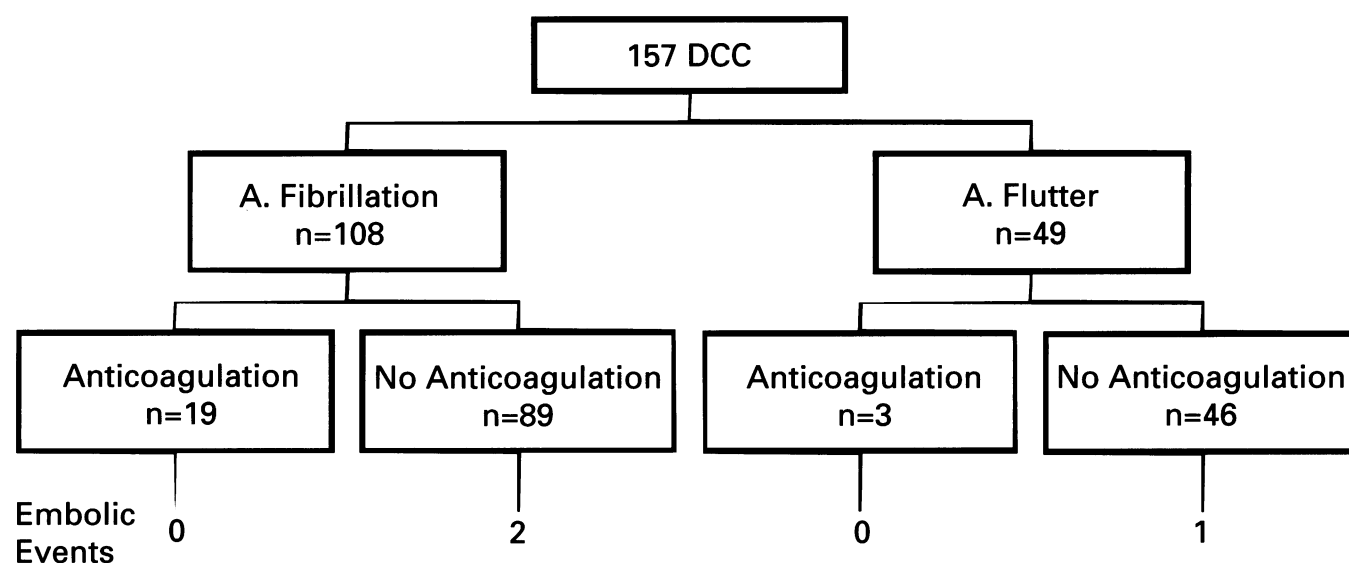 157 DCC
A. Fibrillation
n=108
A. Flutter
n=49
Anticoagulation
n=19
No Anticoagulation
n=89
Anticoagulation
n=3
No Anticoagulation
n=46
Embolic
Events
0
2
0
1